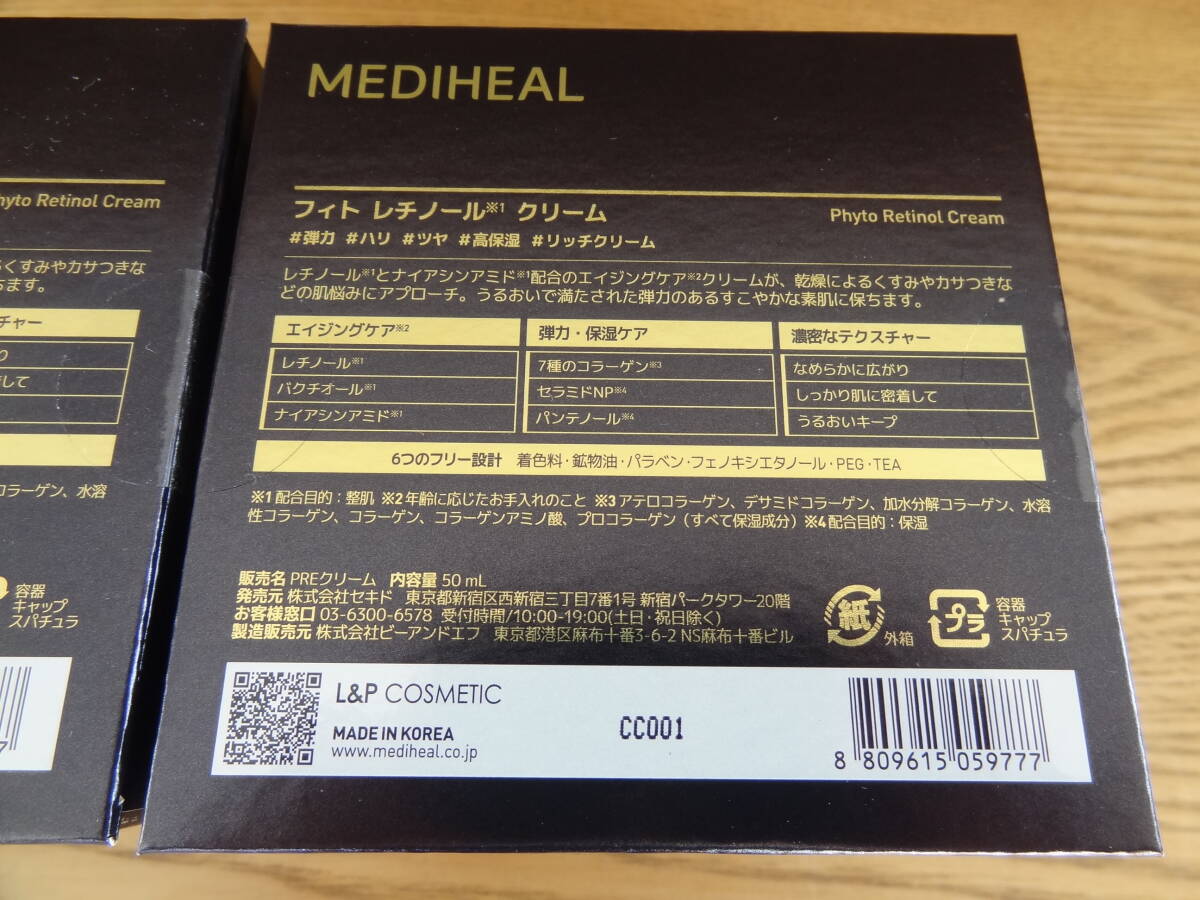 MEDIHEAL
フィト レチノール※1 クリーム
Phyto Retinol Cream
#弾力 #ハリ #ツヤ #高保湿 #リッチクリーム
レチノール※1とナイアシンアミド※1配合のエイジングケア※2クリームが、乾燥によるくすみやカサつきな
どの肌悩みにアプローチ。うるおいで満たされた弾力のあるすこやかな素肌に保ちます。
エイジングケア※2
レチノール※1
バクチオール※1
ナイアシンアミド※1
弾力・保湿ケア
7種のコラーゲン※3
セラミドNP※4
パンテノール※4
濃密なテクスチャー
なめらかに広がり
しっかり肌に密着して
うるおいキープ
6つのフリー設計 着色料・鉱物油・パラベン・フェノキシエタノール・PEG・TEA
※1配合目的：整肌 ※2年齢に応じたお手入れのこと ※3アテロコラーゲン、デサミドコラーゲン、加水分解コラーゲン、水溶
性コラーゲン、コラーゲン、コラーゲンアミノ酸、プロコラーゲン（すべて保湿成分）※4配合目的：保湿
販売名 PREクリーム 内容量 50 mL
発売元 株式会社セキド 東京都新宿区西新宿三丁目7番1号 新宿パークタワー20階
お客様窓口 03-6300-6578 受付時間/10:00-19:00(土日・祝日除く)
製造販売元 株式会社ビーアンドエフ 東京都港区麻布十番3-6-2 NS麻布十番ビル
紙
外箱
プラ
容器
キャップ
スパチュラ
L&P COSMETIC
MADE IN KOREA
www.mediheal.co.jp
CC001
8 809615 059777
hyto Retinol Cream
くすみやカサつきな
ちます。
チャー
して
コラーゲン、水溶
容器
キャップ
スパチュラ
7